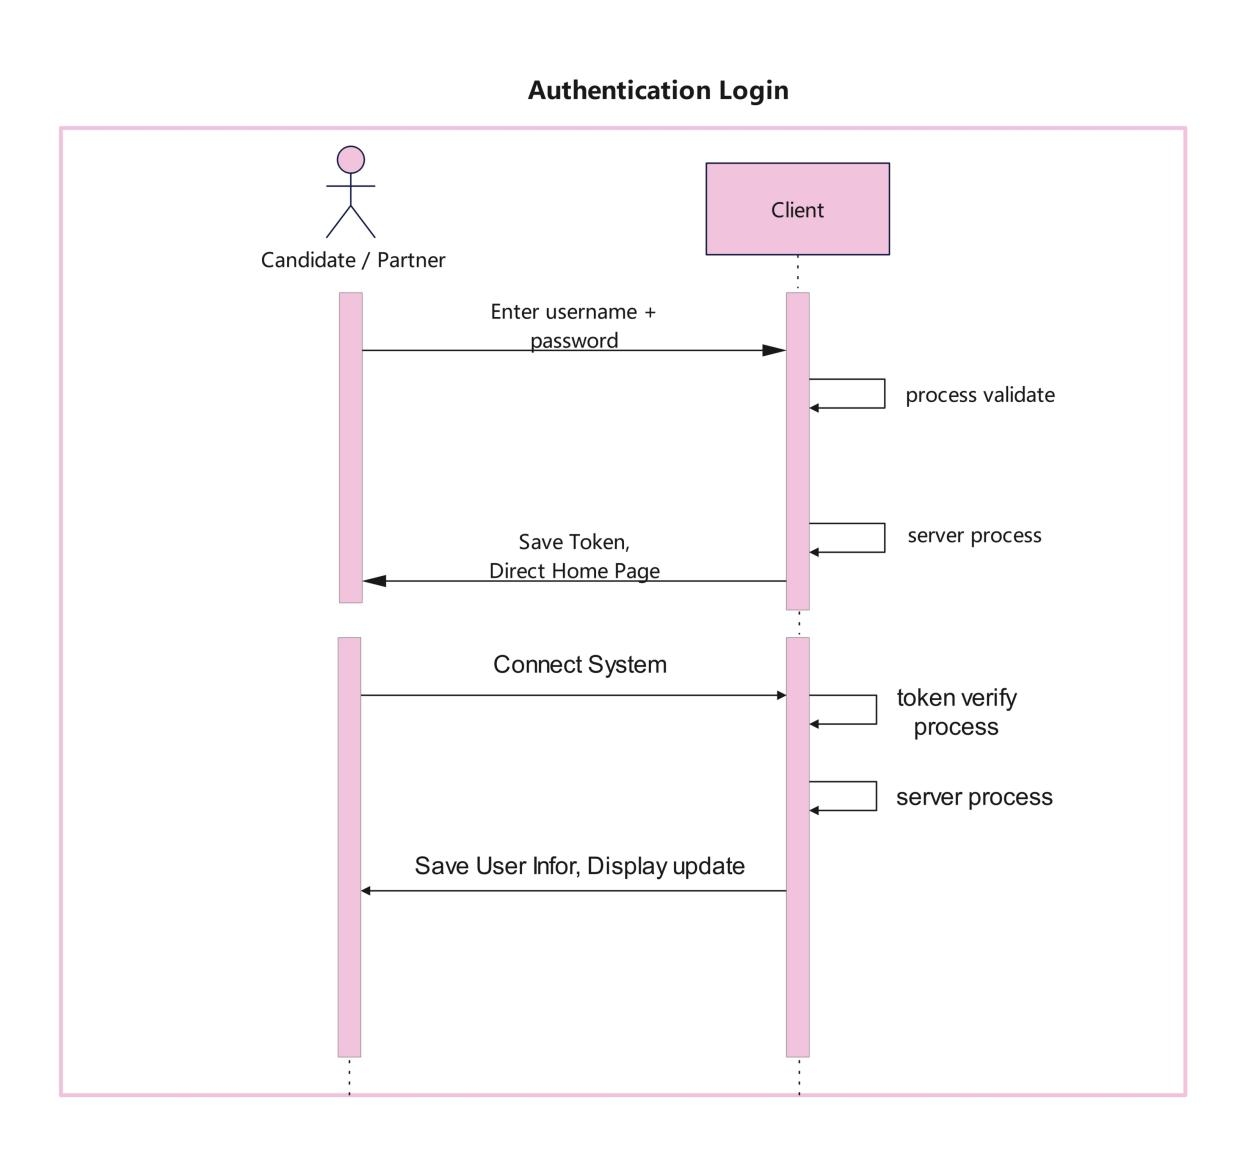 Authentication Login
Client
Candidate / Partner
Enter username +
password
process validate
server process
Save Token,
Direct Home Page
Connect System
token verify
process
server process
Save User Infor, Display update